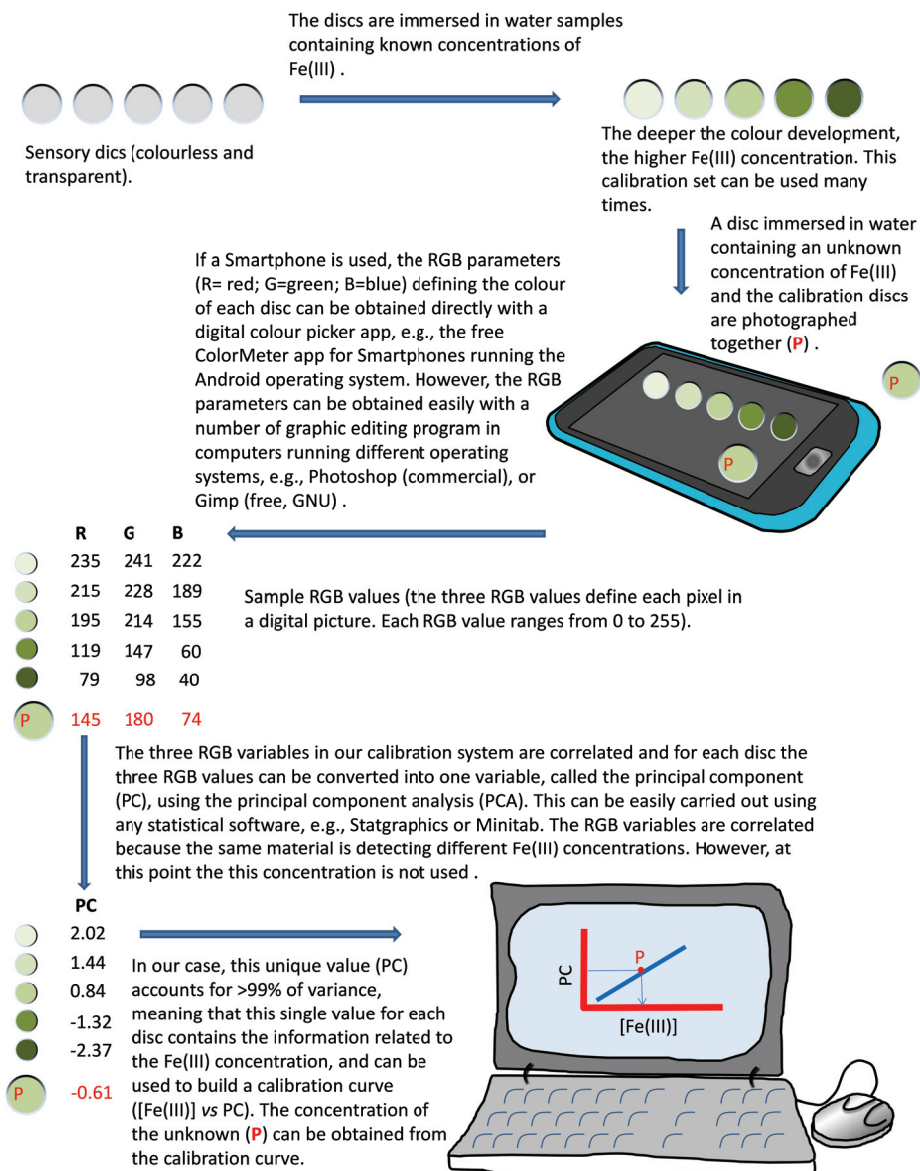 The discs are immersed in water samples
containing known concentrations of
Fe(III) .
Sensory dics (colourless and
transparent).
The deeper the colour development,
the higher Fe(III) concentration. This
calibration set can be used many
times.
A disc immersed in water
containing an unknown
concentration of Fe(III)
and the calibration discs
are photographed
together (P) .
If a Smartphone is used, the RGB parameters
(R= red; G=green; B=blue) defining the colour
of each disc can be obtained directly with a
digital colour picker app, e.g., the free
ColorMeter app for Smartphones running the
Android operating system. However, the RGB
parameters can be obtained easily with a
number of graphic editing program in
computers running different operating
systems, e.g., Photoshop (commercial), or
Gimp (free, GNU) .
P
P
R G B
235 241 222
215 228 189
195 214 155
119 147 60
79 98 40
P 145 180 74
Sample RGB values (the three RGB values define each pixel in
a digital picture. Each RGB value ranges from 0 to 255).
The three RGB variables in our calibration system are correlated and for each disc the
three RGB values can be converted into one variable, called the principal component
(PC), using the principal component analysis (PCA). This can be easily carried out using
any statistical software, e.g., Statgraphics or Minitab. The RGB variables are correlated
because the same material is detecting different Fe(III) concentrations. However, at
this point the this concentration is not used .
PC
2.02
1.44
0.84
-1.32
-2.37
P -0.61
In our case, this unique value (PC)
accounts for >99% of variance,
meaning that this single value for each
disc contains the information related to
the Fe(III) concentration, and can be
used to build a calibration curve
([Fe(III)] vs PC). The concentration of
the unknown (P) can be obtained from
the calibration curve.
P
PC
[Fe(III)]